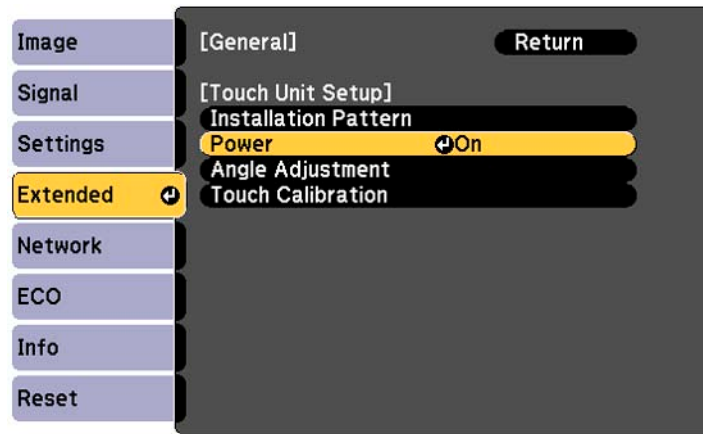 Image
Signal
Settings
Extended
Network
ECO
Info
Reset
[General] Return
[Touch Unit Setup]
Installation Pattern
Power On
Angle Adjustment
Touch Calibration